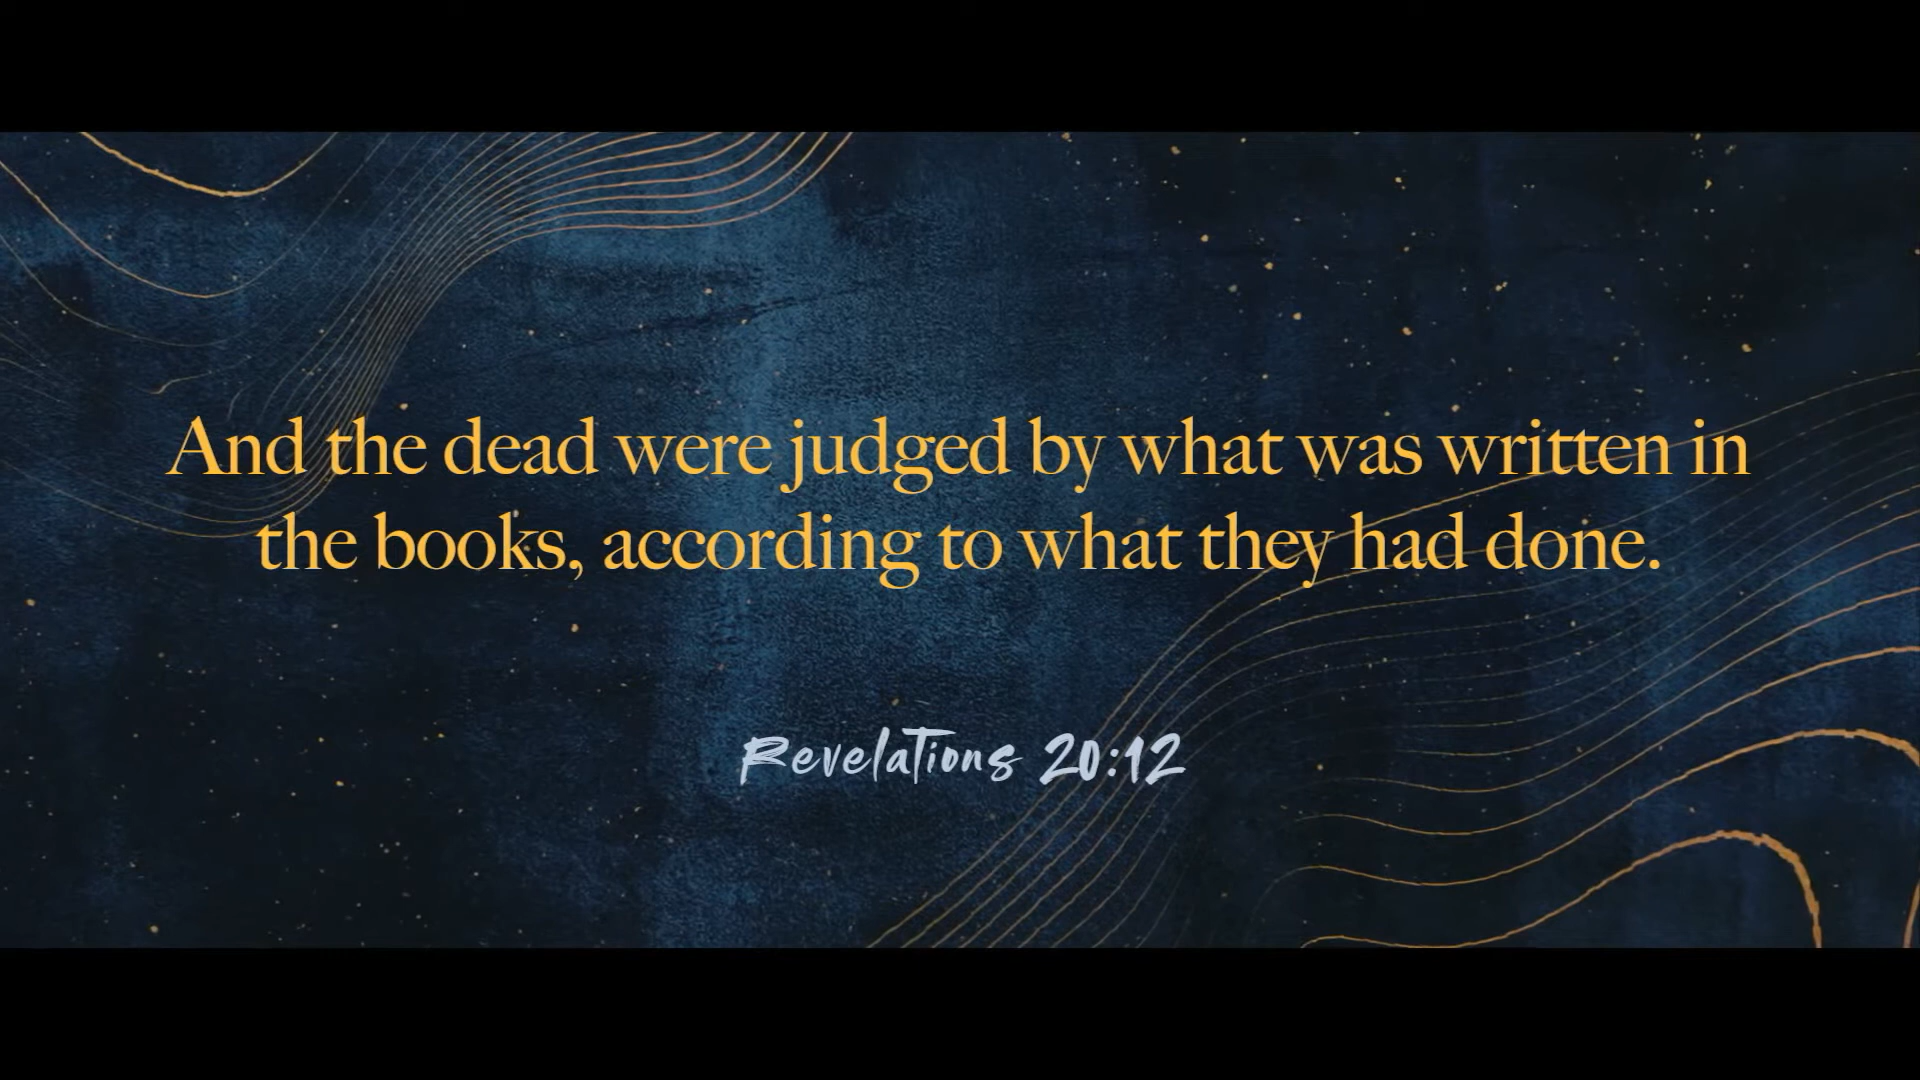 And the dead were judged by what was written in
the books, according to what they had done.
Revelations 20:12